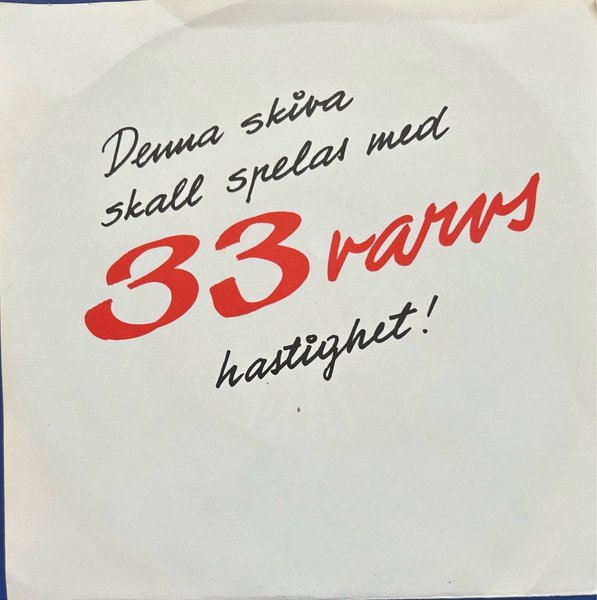 Denna skiva
skall spelas med
33 varvs
hastighet!